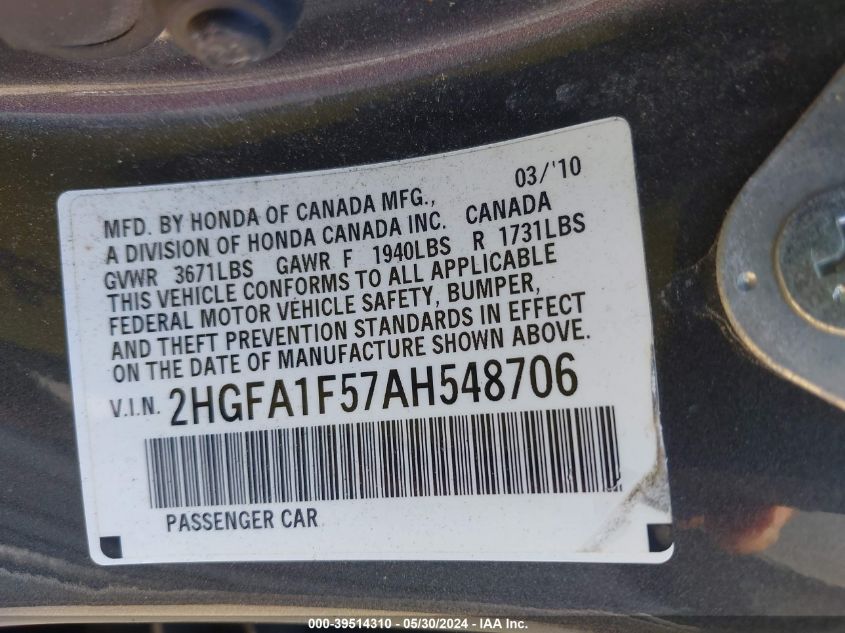 03/'10
MFD. BY HONDA OF CANADA MFG.,
A DIVISION OF HONDA CANADA INC. CANADA
GVWR 3671LBS GAWR F 1940LBS R 1731LBS
THIS VEHICLE CONFORMS TO ALL APPLICABLE
FEDERAL MOTOR VEHICLE SAFETY, BUMPER,
AND THEFT PREVENTION STANDARDS IN EFFECT
ON THE DATE OF MANUFACTURE SHOWN ABOVE.
V.I.N. 2HGFA1F57AH548706
PASSENGER CAR
000-39514310 - 05/30/2024 - IAA Inc.